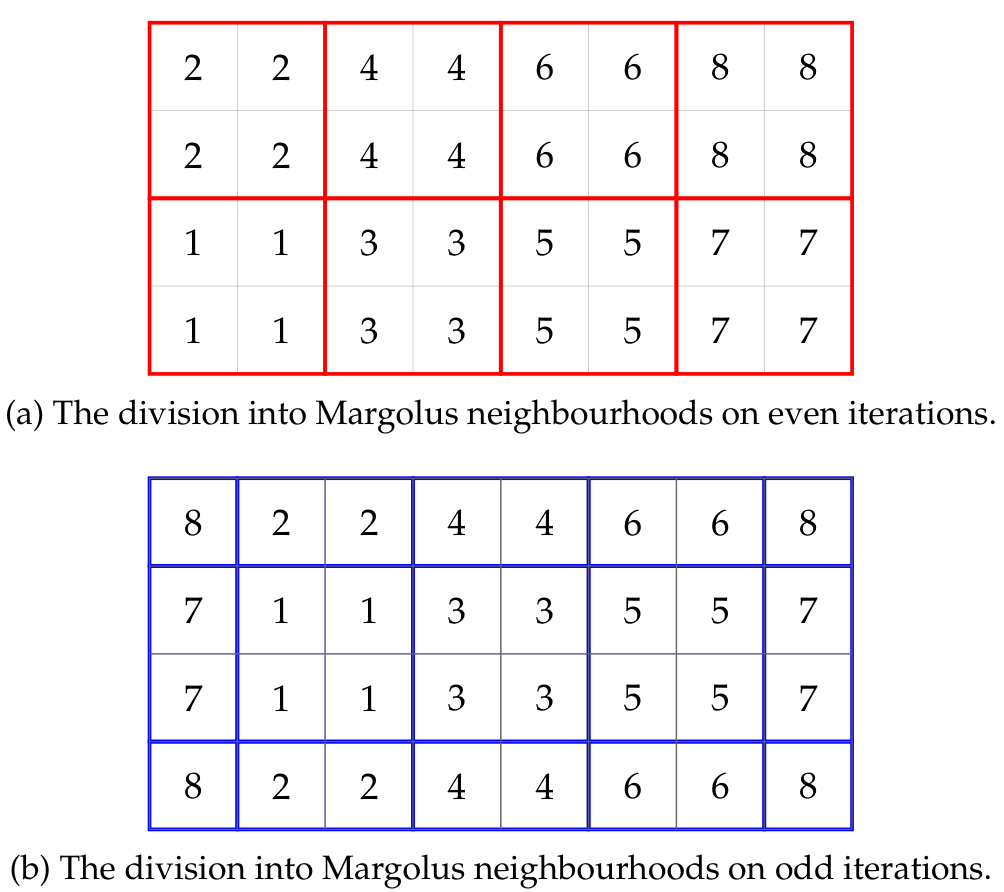 2 2 4 4 6 6 8 8
2 2 4 4 6 6 8 8
1 1 3 3 5 5 7 7
1 1 3 3 5 5 7 7
(a) The division into Margolus neighbourhoods on even iterations.
8 2 2 4 4 6 6 8
7 1 1 3 3 5 5 7
7 1 1 3 3 5 5 7
8 2 2 4 4 6 6 8
(b) The division into Margolus neighbourhoods on odd iterations.